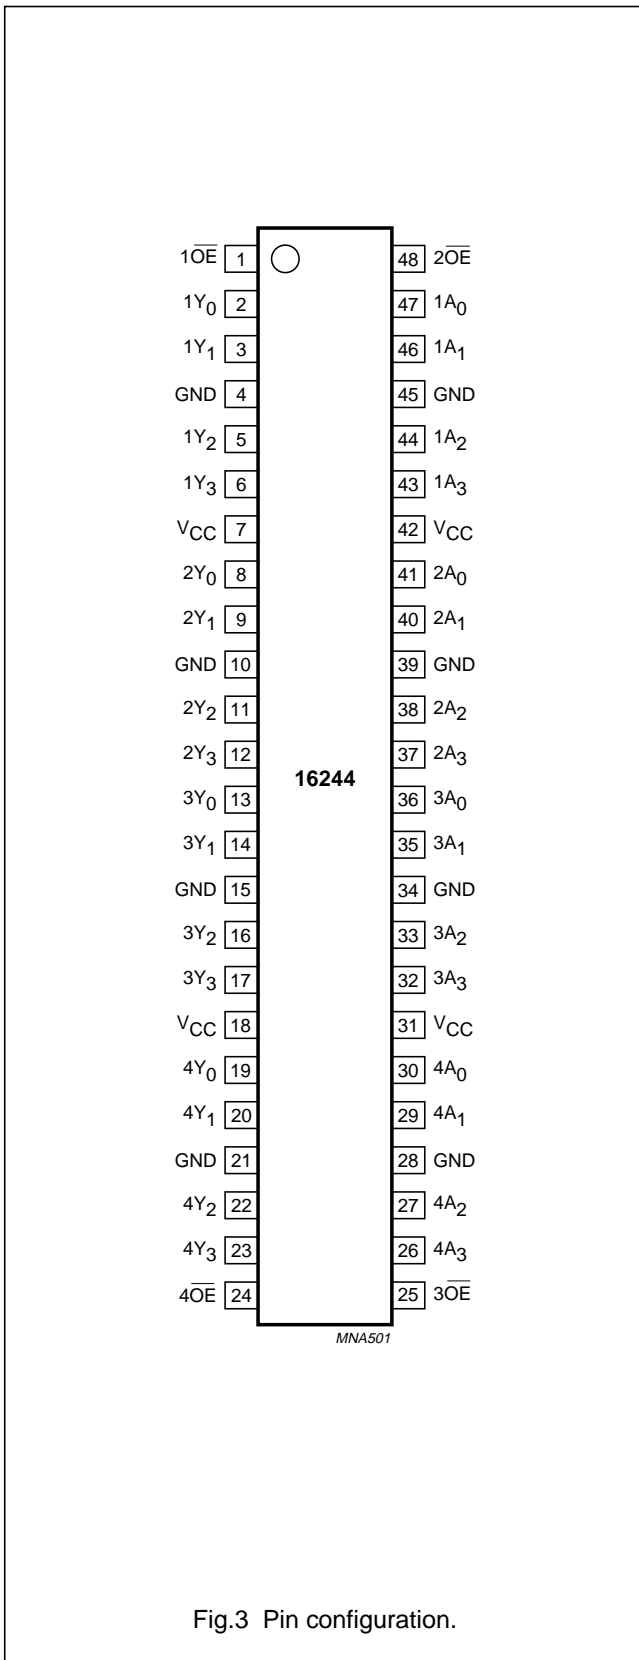 1O̅E̅ 1 48 2O̅E̅
1Y0 2 47 1A0
1Y1 3 46 1A1
GND 4 45 GND
1Y2 5 44 1A2
1Y3 6 43 1A3
VCC 7 42 VCC
2Y0 8 41 2A0
2Y1 9 40 2A1
GND 10 39 GND
2Y2 11 38 2A2
2Y3 12 37 2A3
16244
3Y0 13 36 3A0
3Y1 14 35 3A1
GND 15 34 GND
3Y2 16 33 3A2
3Y3 17 32 3A3
VCC 18 31 VCC
4Y0 19 30 4A0
4Y1 20 29 4A1
GND 21 28 GND
4Y2 22 27 4A2
4Y3 23 26 4A3
4O̅E̅ 24 25 3O̅E̅
MNA501
Fig.3 Pin configuration.